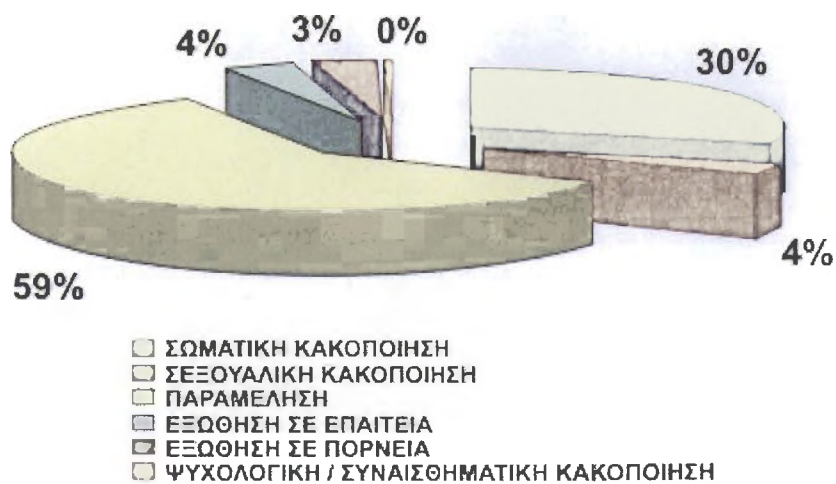 3% 0%
4%
30%
4%
59%
ΣΩΜΑΤΙΚΗ ΚΑΚΟΠΟΙΗΣΗ
ΣΕΞΟΥΑΛΙΚΗ ΚΑΚΟΠΟΙΗΣΗ
ΠΑΡΑΜΕΛΗΣΗ
ΕΞΩΘΗΣΗ ΣΕ ΕΠΑΙΤΕΙΑ
ΕΞΩΘΗΣΗ ΣΕ ΠΟΡΝΕΙΑ
ΨΥΧΟΛΟΓΙΚΗ / ΣΥΝΑΙΣΘΗΜΑΤΙΚΗ ΚΑΚΟΠΟΙΗΣΗ